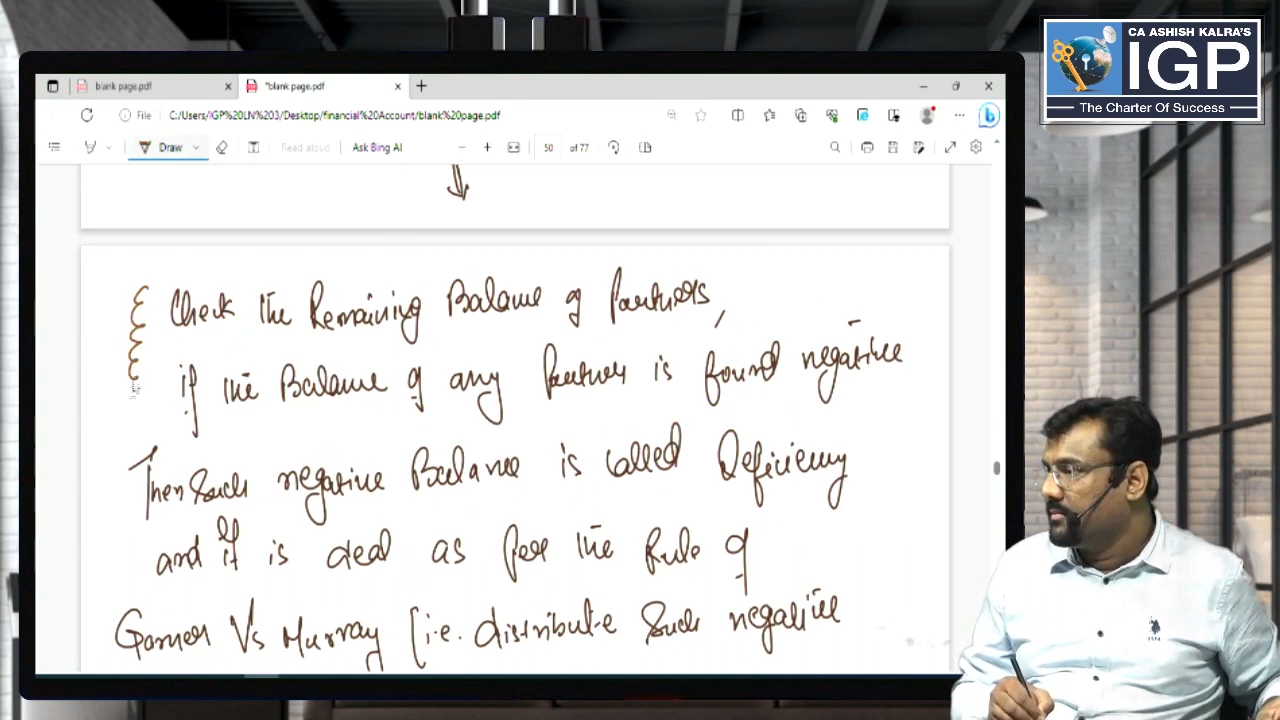 CA ASHISH KALRA'S
IGP
The Charter Of Success
blank page.pdf
*blank page.pdf
File
C:/Users/IGP%20LN%203/Desktop/financial%20Account/blank%20page.pdf
Draw
Read aloud
Ask Bing AI
50 of 77
Check the Remaining Balance of Partners,
if the Balance of any Partner is found negative
Then Such negative Balance is called Deficiency
and it is deal as per the Rule of
Garner Vs Murray [i.e. distribute such negative